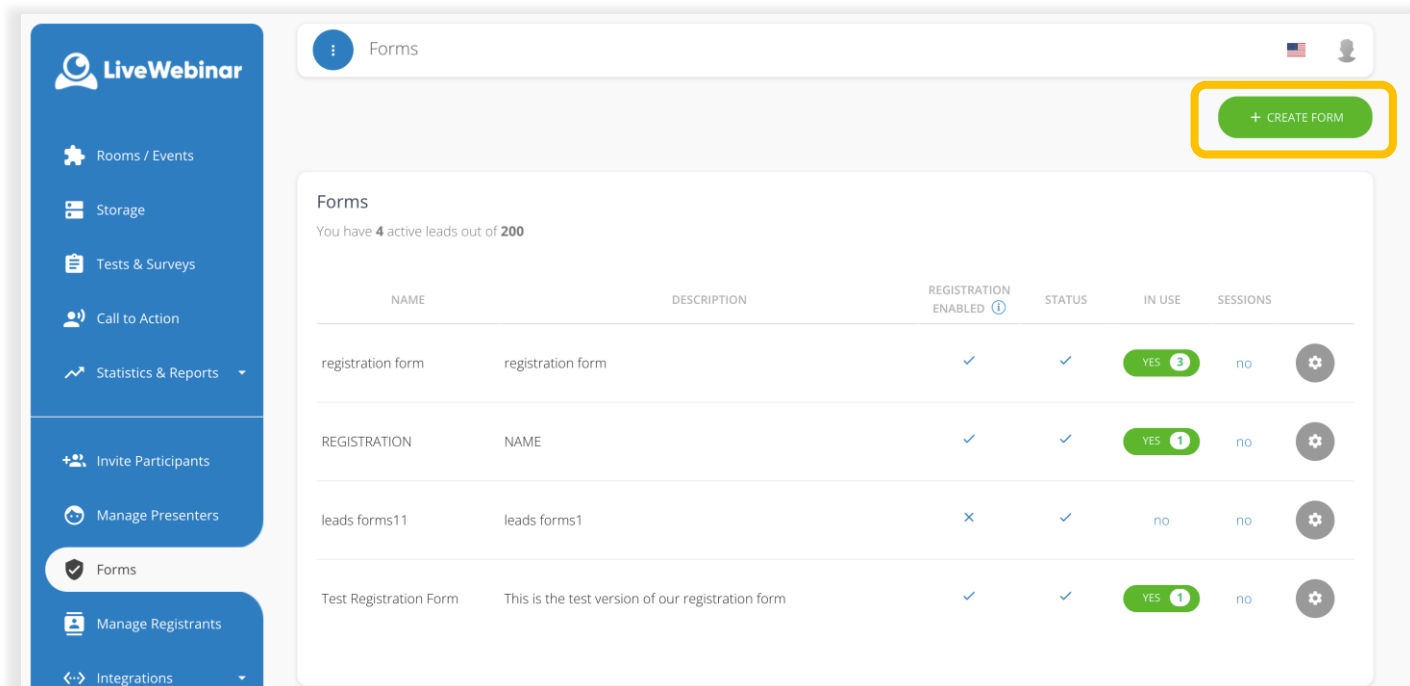 LiveWebinar
Rooms / Events
Storage
Tests & Surveys
Call to Action
Statistics & Reports
Invite Participants
Manage Presenters
Forms
Manage Registrants
Integrations
Forms
+ CREATE FORM
Forms
You have 4 active leads out of 200
NAME DESCRIPTION REGISTRATION ENABLED STATUS IN USE SESSIONS
registration form registration form YES 3 no
REGISTRATION NAME YES 1 no
leads forms11 leads forms1 no no
Test Registration Form This is the test version of our registration form YES 1 no